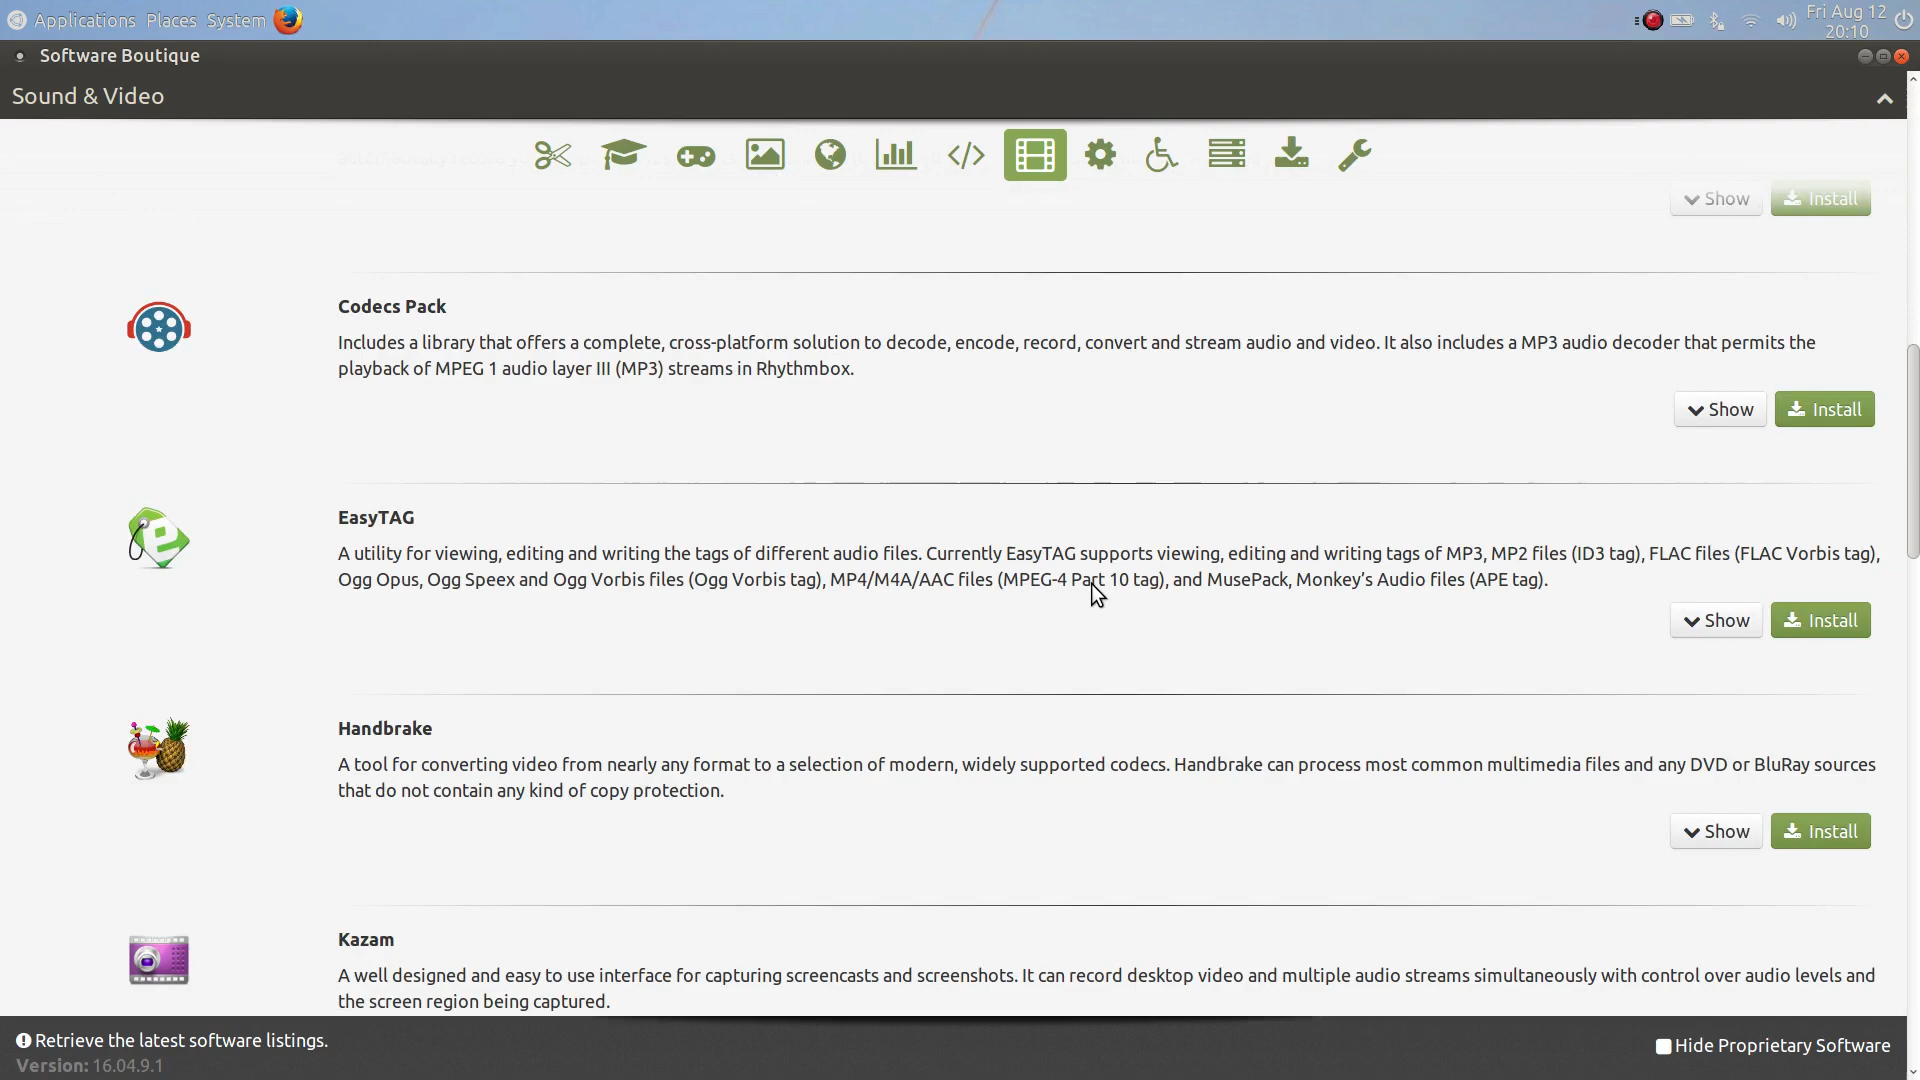 Applications Places System
Fri Aug 12
20:10
Software Boutique
Sound & Video
Show Install
Codecs Pack
Includes a library that offers a complete, cross-platform solution to decode, encode, record, convert and stream audio and video. It also includes a MP3 audio decoder that permits the
playback of MPEG 1 audio layer III (MP3) streams in Rhythmbox.
Show Install
EasyTAG
A utility for viewing, editing and writing the tags of different audio files. Currently EasyTAG supports viewing, editing and writing tags of MP3, MP2 files (ID3 tag), FLAC files (FLAC Vorbis tag),
Ogg Opus, Ogg Speex and Ogg Vorbis files (Ogg Vorbis tag), MP4/M4A/AAC files (MPEG-4 Part 10 tag), and MusePack, Monkey’s Audio files (APE tag).
Show Install
Handbrake
A tool for converting video from nearly any format to a selection of modern, widely supported codecs. Handbrake can process most common multimedia files and any DVD or BluRay sources
that do not contain any kind of copy protection.
Show Install
Kazam
A well designed and easy to use interface for capturing screencasts and screenshots. It can record desktop video and multiple audio streams simultaneously with control over audio levels and
the screen region being captured.
Retrieve the latest software listings.
Hide Proprietary Software
Version: 16.04.9.1